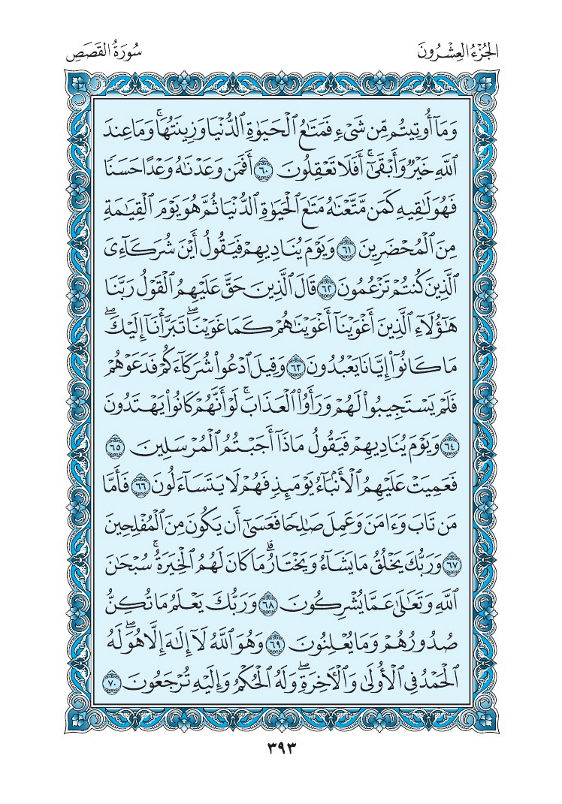 الجُزْءُ العِشْرُونَ
سُورَةُ القَصَصِ
وَمَآ أُوتِيتُم مِّن شَىْءٍ فَمَتَـٰعُ ٱلْحَيَوٰةِ ٱلدُّنْيَا وَزِينَتُهَا ۚ وَمَا عِندَ
ٱللَّهِ خَيْرٌ وَأَبْقَىٰٓ ۚ أَفَلَا تَعْقِلُونَ ٦٠ أَفَمَن وَعَدْنَـٰهُ وَعْدًا حَسَنًا
فَهُوَ لَـٰقِيهِ كَمَن مَّتَّعْنَـٰهُ مَتَـٰعَ ٱلْحَيَوٰةِ ٱلدُّنْيَا ثُمَّ هُوَ يَوْمَ ٱلْقِيَـٰمَةِ
مِنَ ٱلْمُحْضَرِينَ ٦١ وَيَوْمَ يُنَادِيهِمْ فَيَقُولُ أَيْنَ شُرَكَآءِىَ
ٱلَّذِينَ كُنتُمْ تَزْعُمُونَ ٦٢ قَالَ ٱلَّذِينَ حَقَّ عَلَيْهِمُ ٱلْقَوْلُ رَبَّنَا
هَـٰٓؤُلَآءِ ٱلَّذِينَ أَغْوَيْنَآ أَغْوَيْنَـٰهُمْ كَمَا غَوَيْنَا ۖ تَبَرَّأْنَآ إِلَيْكَ ۖ
مَا كَانُوٓا۟ إِيَّانَا يَعْبُدُونَ ٦٣ وَقِيلَ ٱدْعُوا۟ شُرَكَآءَكُمْ فَدَعَوْهُمْ
فَلَمْ يَسْتَجِيبُوا۟ لَهُمْ وَرَأَوُا۟ ٱلْعَذَابَ ۚ لَوْ أَنَّهُمْ كَانُوا۟ يَهْتَدُونَ
٦٤ وَيَوْمَ يُنَادِيهِمْ فَيَقُولُ مَاذَآ أَجَبْتُمُ ٱلْمُرْسَلِينَ ٦٥
فَعَمِيَتْ عَلَيْهِمُ ٱلْأَنۢبَآءُ يَوْمَئِذٍ فَهُمْ لَا يَتَسَآءَلُونَ ٦٦ فَأَمَّا
مَن تَابَ وَءَامَنَ وَعَمِلَ صَـٰلِحًا فَعَسَىٰٓ أَن يَكُونَ مِنَ ٱلْمُفْلِحِينَ
٦٧ وَرَبُّكَ يَخْلُقُ مَا يَشَآءُ وَيَخْتَارُ ۗ مَا كَانَ لَهُمُ ٱلْخِيَرَةُ ۚ سُبْحَـٰنَ
ٱللَّهِ وَتَعَـٰلَىٰ عَمَّا يُشْرِكُونَ ٦٨ وَرَبُّكَ يَعْلَمُ مَا تُكِنُّ
صُدُورُهُمْ وَمَا يُعْلِنُونَ ٦٩ وَهُوَ ٱللَّهُ لَآ إِلَـٰهَ إِلَّا هُوَ ۖ لَهُ
ٱلْحَمْدُ فِى ٱلْأُولَىٰ وَٱلْـَٔاخِرَةِ ۖ وَلَهُ ٱلْحُكْمُ وَإِلَيْهِ تُرْجَعُونَ ٧٠
٣٩٣